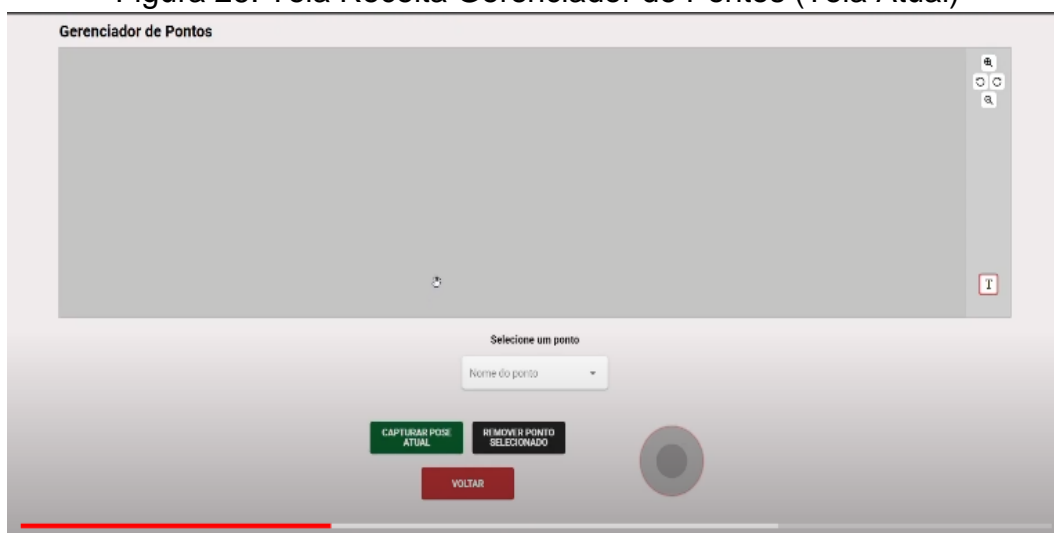 Figura 28: Tela Receita Gerenciador de Pontos (Tela Atual)
Gerenciador de Pontos
T
Selecione um ponto
Nome do ponto
CAPTURAR POSE
ATUAL
REMOVER PONTO
SELECIONADO
VOLTAR